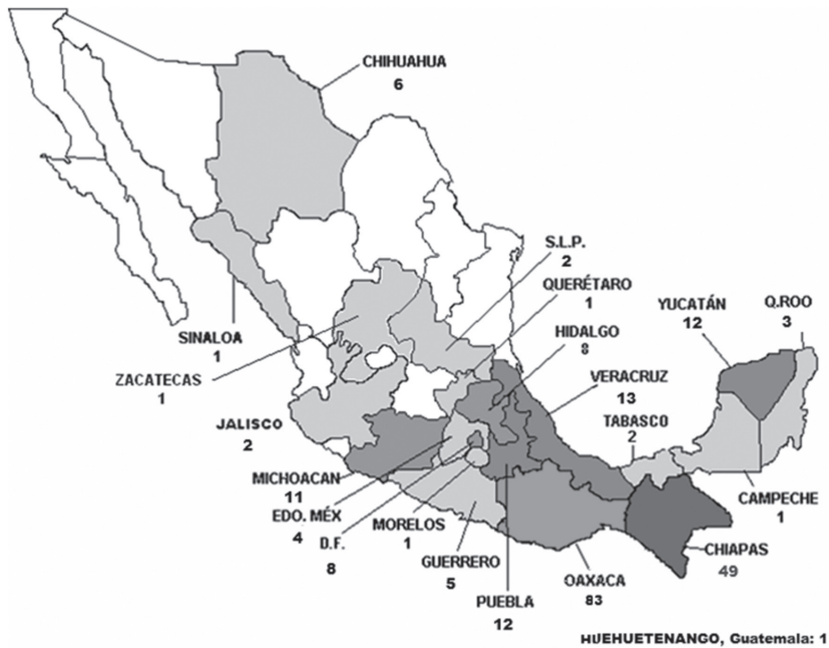 CHIHUAHUA
6
S.L.P.
2
QUERÉTARO
1
HIDALGO
8
YUCATÁN
12
Q.ROO
3
SINALOA
1
ZACATECAS
1
VERACRUZ
13
JALISCO
2
TABASCO
2
MICHOACAN
11
EDO. MÉX
4
D.F.
8
MORELOS
1
GUERRERO
5
PUEBLA
12
OAXACA
83
CAMPECHE
1
CHIAPAS
49
HUEHUETENANGO, Guatemala: 1